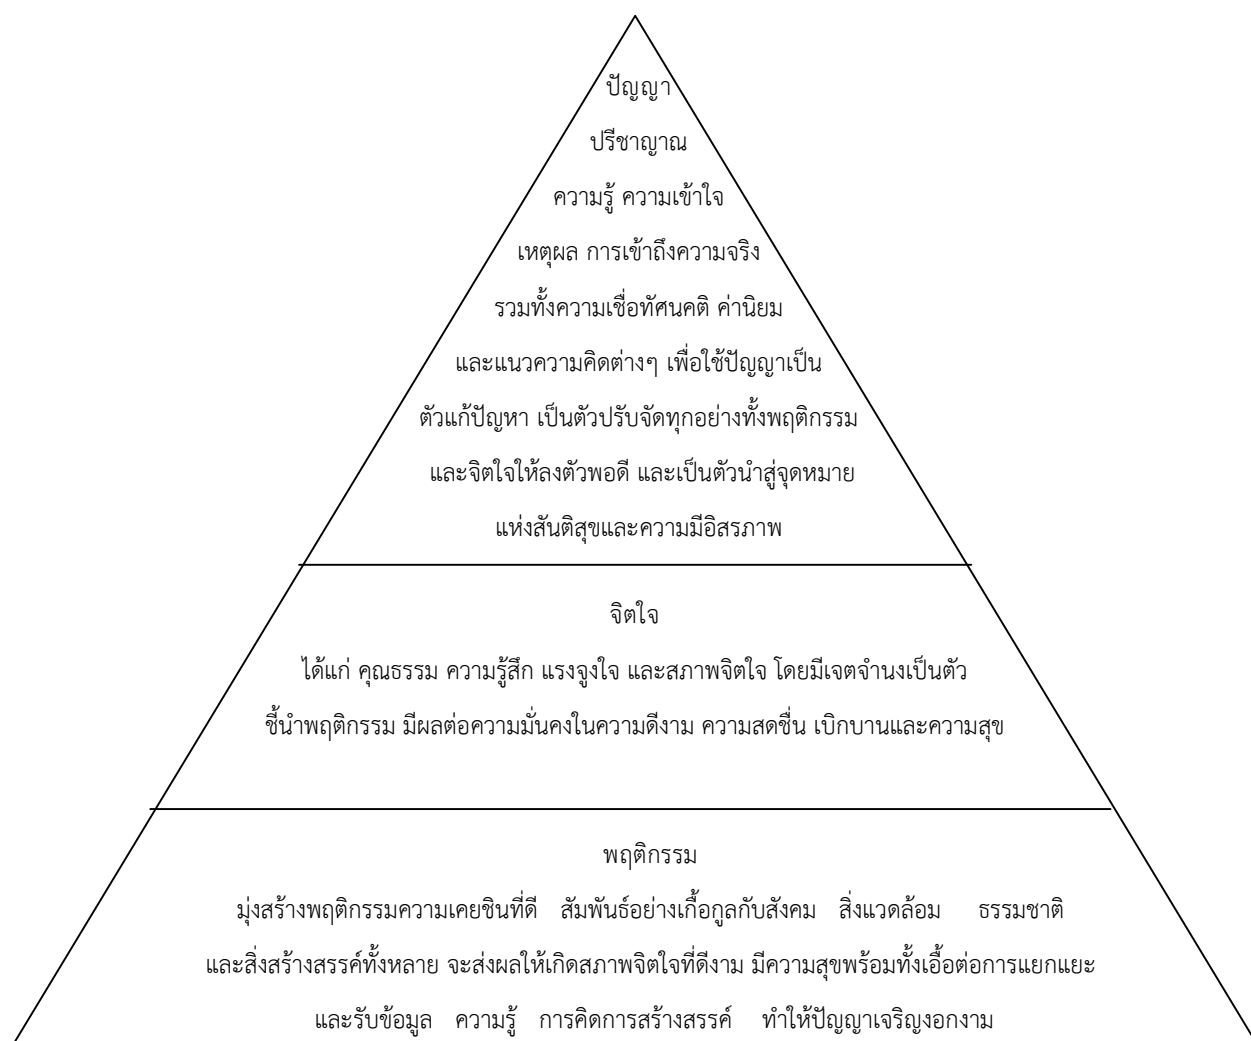 ปัญญา
ปรีชาญาณ
ความรู้ ความเข้าใจ
เหตุผล การเข้าถึงความจริง
รวมทั้งความเชื่อทัศนคติ ค่านิยม
และแนวความคิดต่างๆ เพื่อใช้ปัญญาเป็น
ตัวแก้ปัญหา เป็นตัวปรับจัดทุกอย่างทั้งพฤติกรรม
และจิตใจให้ลงตัวพอดี และเป็นตัวนำสู่จุดหมาย
แห่งสันติสุขและความมีอิสรภาพ
จิตใจ
ได้แก่ คุณธรรม ความรู้สึก แรงจูงใจ และสภาพจิตใจ โดยมีเจตจำนงเป็นตัว
ชี้นำพฤติกรรม มีผลต่อความมั่นคงในความดีงาม ความสดชื่น เบิกบานและความสุข
พฤติกรรม
มุ่งสร้างพฤติกรรมความเคยชินที่ดี สัมพันธ์อย่างเกื้อกูลกับสังคม สิ่งแวดล้อม ธรรมชาติ
และสิ่งสร้างสรรค์ทั้งหลาย จะส่งผลให้เกิดสภาพจิตใจที่ดีงาม มีความสุขพร้อมทั้งเอื้อต่อการแยกแยะ
และรับข้อมูล ความรู้ การคิดการสร้างสรรค์ ทำให้ปัญญาเจริญงอกงาม